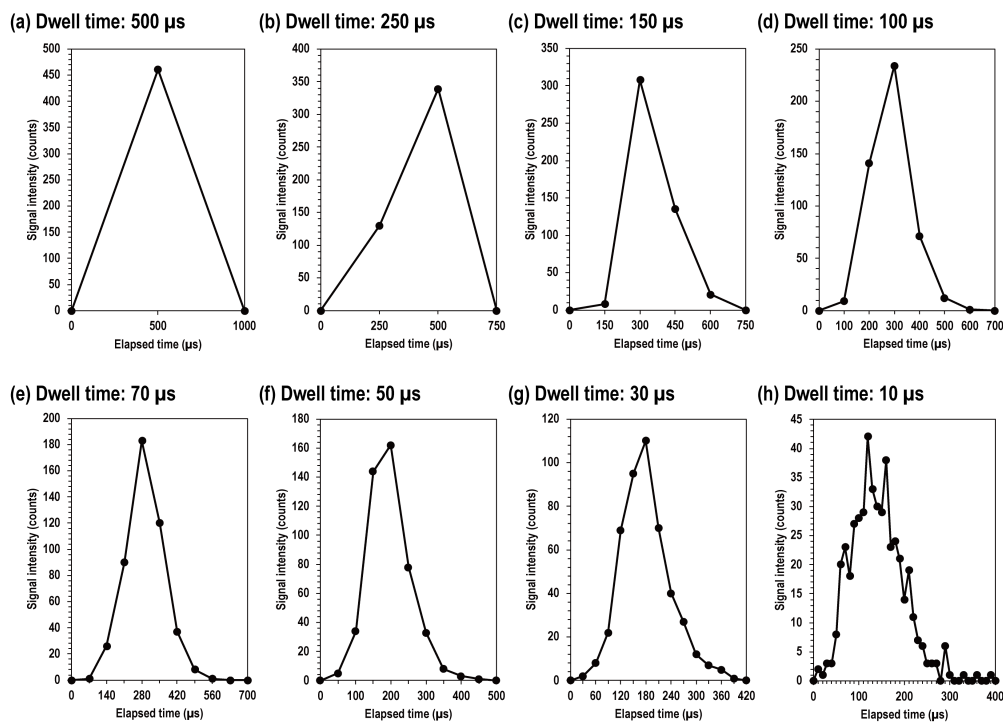 (a) Dwell time: 500 µs
500
450
400
350
300
250
200
150
100
50
0
Signal intensity (counts)
0 500 1000
Elapsed time (µs)
(b) Dwell time: 250 µs
400
350
300
250
200
150
100
50
0
Signal intensity (counts)
0 250 500 750
Elapsed time (µs)
(c) Dwell time: 150 µs
350
300
250
200
150
100
50
0
Signal intensity (counts)
0 150 300 450 600 750
Elapsed time (µs)
(d) Dwell time: 100 µs
250
200
150
100
50
0
Signal intensity (counts)
0 100 200 300 400 500 600 700
Elapsed time (µs)
(e) Dwell time: 70 µs
200
180
160
140
120
100
80
60
40
20
0
Signal intensity (counts)
0 140 280 420 560 700
Elapsed time (µs)
(f) Dwell time: 50 µs
180
160
140
120
100
80
60
40
20
0
Signal intensity (counts)
0 100 200 300 400 500
Elapsed time (µs)
(g) Dwell time: 30 µs
120
100
80
60
40
20
0
Signal intensity (counts)
0 60 120 180 240 300 360 420
Elapsed time (µs)
(h) Dwell time: 10 µs
45
40
35
30
25
20
15
10
5
0
Signal intensity (counts)
0 100 200 300 400
Elapsed time (µs)